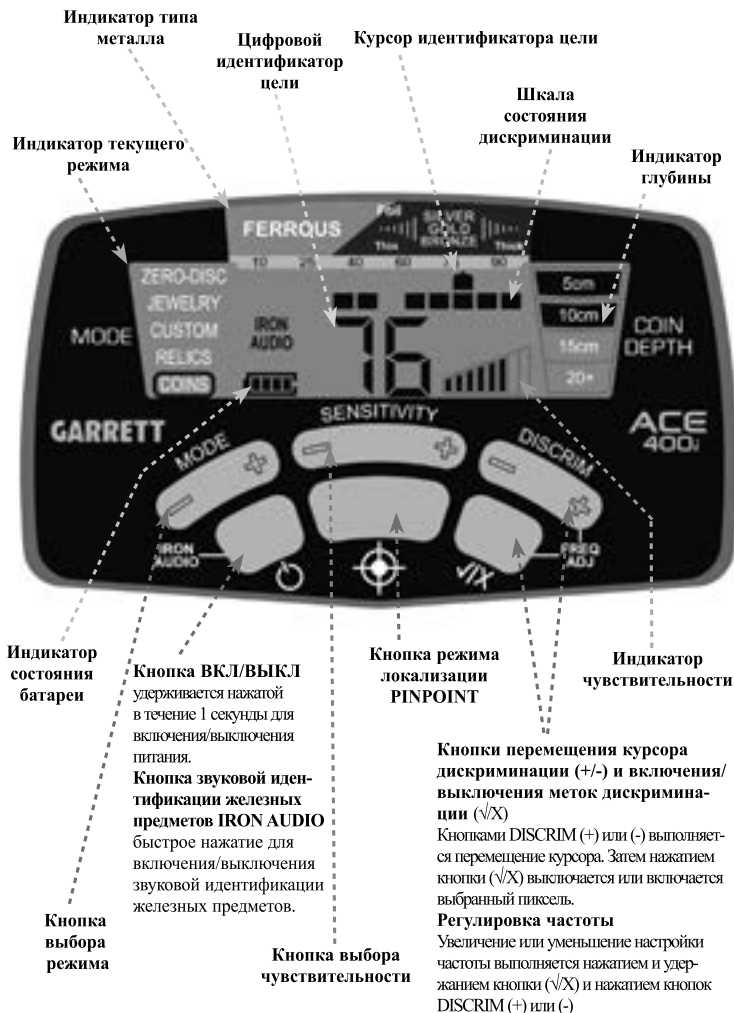 Индикатор типа
металла
Цифровой
идентификатор
цели
Курсор идентификатора цели
Шкала
состояния
дискриминации
Индикатор текущего
режима
Индикатор
глубины
FERROUS
Foil
SILVER
GOLD
BRONZE
Thin
Thick
10 25 40 60 90
MODE
ZERO-DISC
JEWELRY
CUSTOM
RELICS
COINS
IRON
AUDIO
76
5cm
10cm
15cm
20+
COIN
DEPTH
GARRETT
ACE
400i
MODE
- +
SENSITIVITY
- +
DISCRIM
- +
IRON
AUDIO
√/X
FREQ
ADJ
Индикатор
состояния
батареи
Кнопка ВКЛ/ВЫКЛ
удерживается нажатой
в течение 1 секунды для
включения/выключения
питания.
Кнопка звуковой иден-
тификации железных
предметов IRON AUDIO
быстрое нажатие для
включения/выключения
звуковой идентификации
железных предметов.
Кнопка режима
локализации
PINPOINT
Индикатор
чувствительности
Кнопки перемещения курсора
дискриминации (+/-) и включения/
выключения меток дискримина-
ции (√/X)
Кнопками DISCRIM (+) или (-) выполняет-
ся перемещение курсора. Затем нажатием
кнопки (√/X) выключается или включается
выбранный пиксель.
Регулировка частоты
Увеличение или уменьшение настройки
частоты выполняется нажатием и удер-
жанием кнопки (√/X) и нажатием кнопок
DISCRIM (+) или (-)
Кнопка
выбора
режима
Кнопка выбора
чувствительности